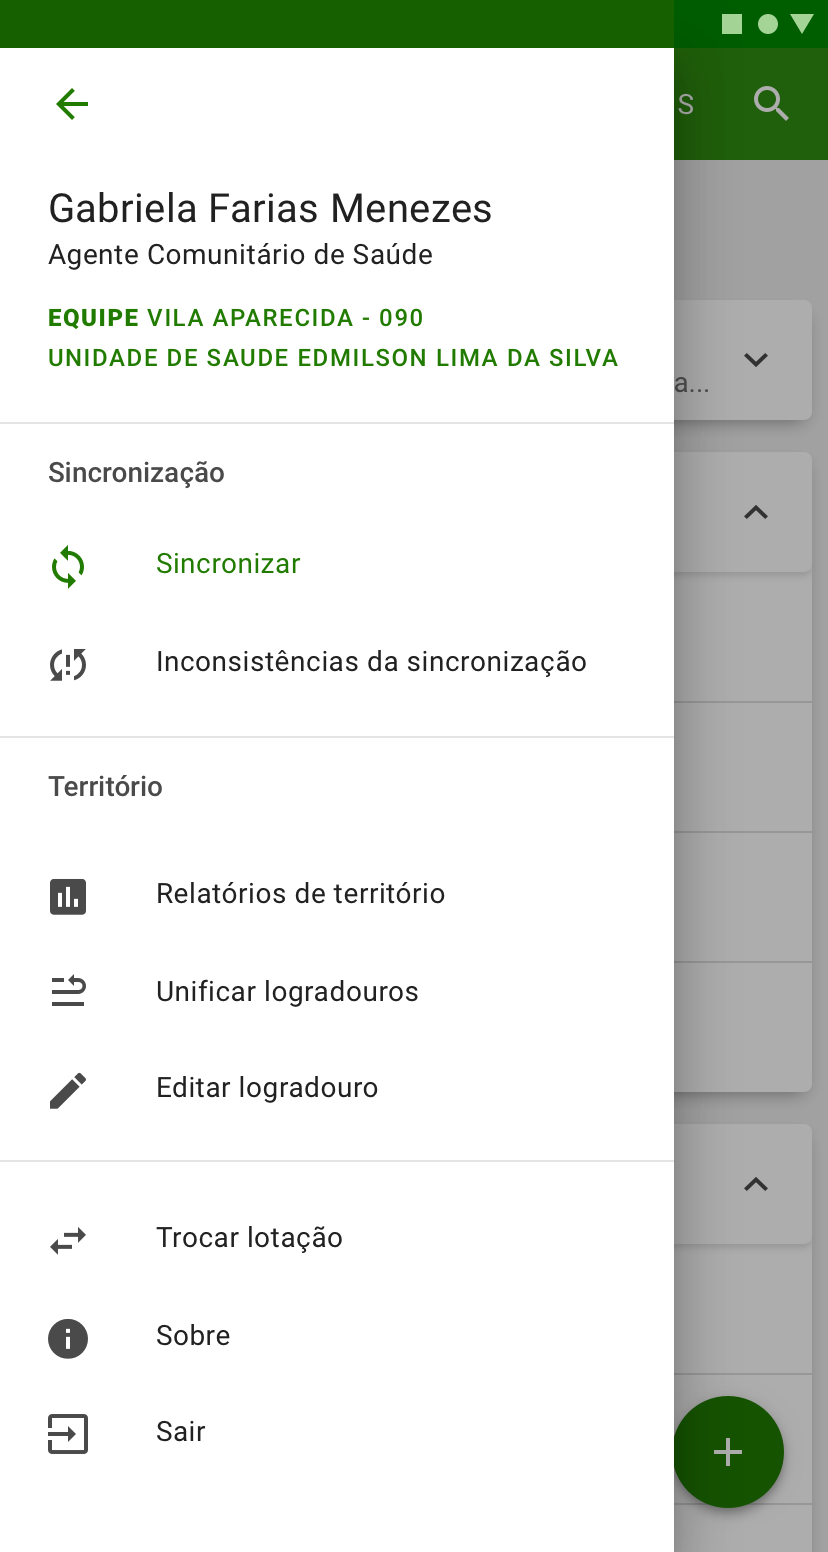 S
Gabriela Farias Menezes
Agente Comunitário de Saúde
EQUIPE VILA APARECIDA - 090
UNIDADE DE SAUDE EDMILSON LIMA DA SILVA
a...
Sincronização
Sincronizar
Inconsistências da sincronização
Território
Relatórios de território
Unificar logradouros
Editar logradouro
Trocar lotação
Sobre
Sair